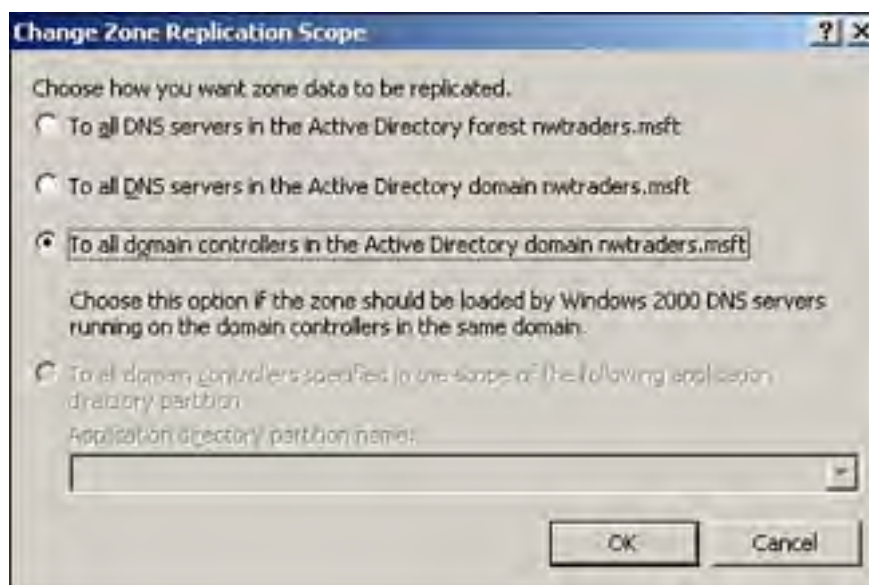 Change Zone Replication Scope
Choose how you want zone data to be replicated.
To all DNS servers in the Active Directory forest nwtraders.msft
To all DNS servers in the Active Directory domain nwtraders.msft
To all domain controllers in the Active Directory domain nwtraders.msft
Choose this option if the zone should be loaded by Windows 2000 DNS servers
running on the domain controllers in the same domain.
To all domain controllers specified in the scope of the following application
directory partition
Application directory partition name:
OK Cancel